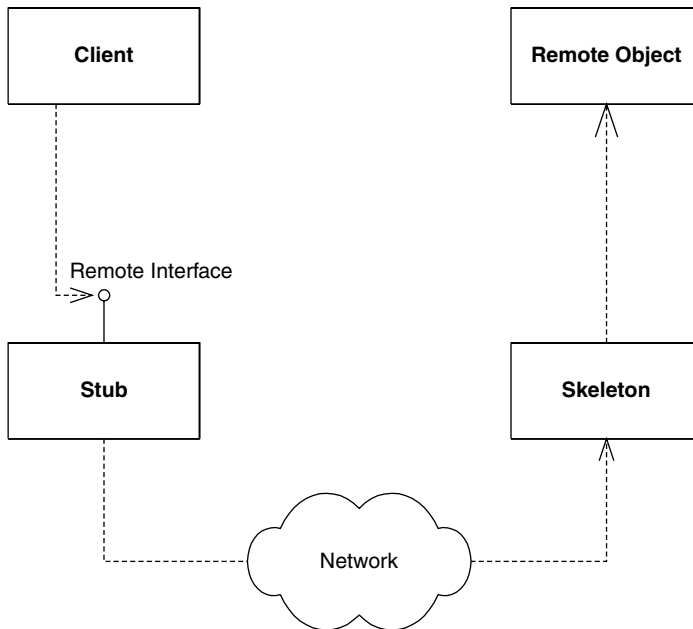 Client
Remote Object
Remote Interface
Stub
Skeleton
Network